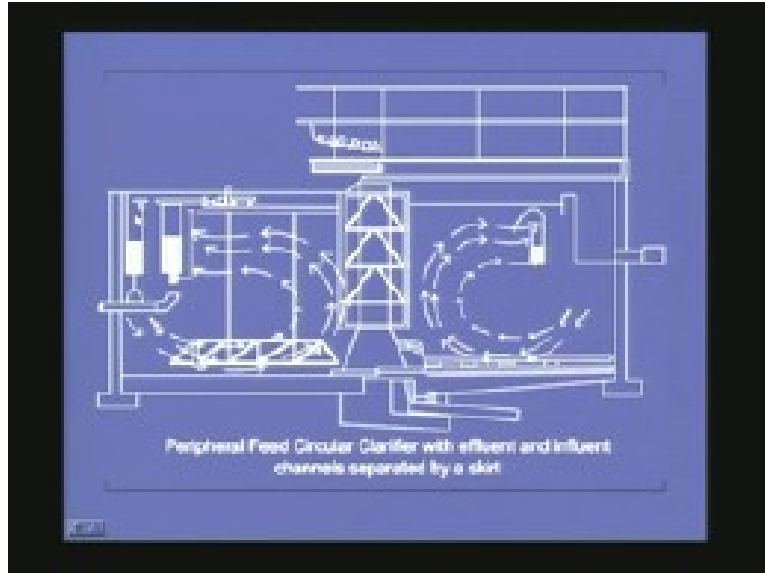 Peripheral Feed Circular Clarifier with effluent and influent
channels separated by a skirt